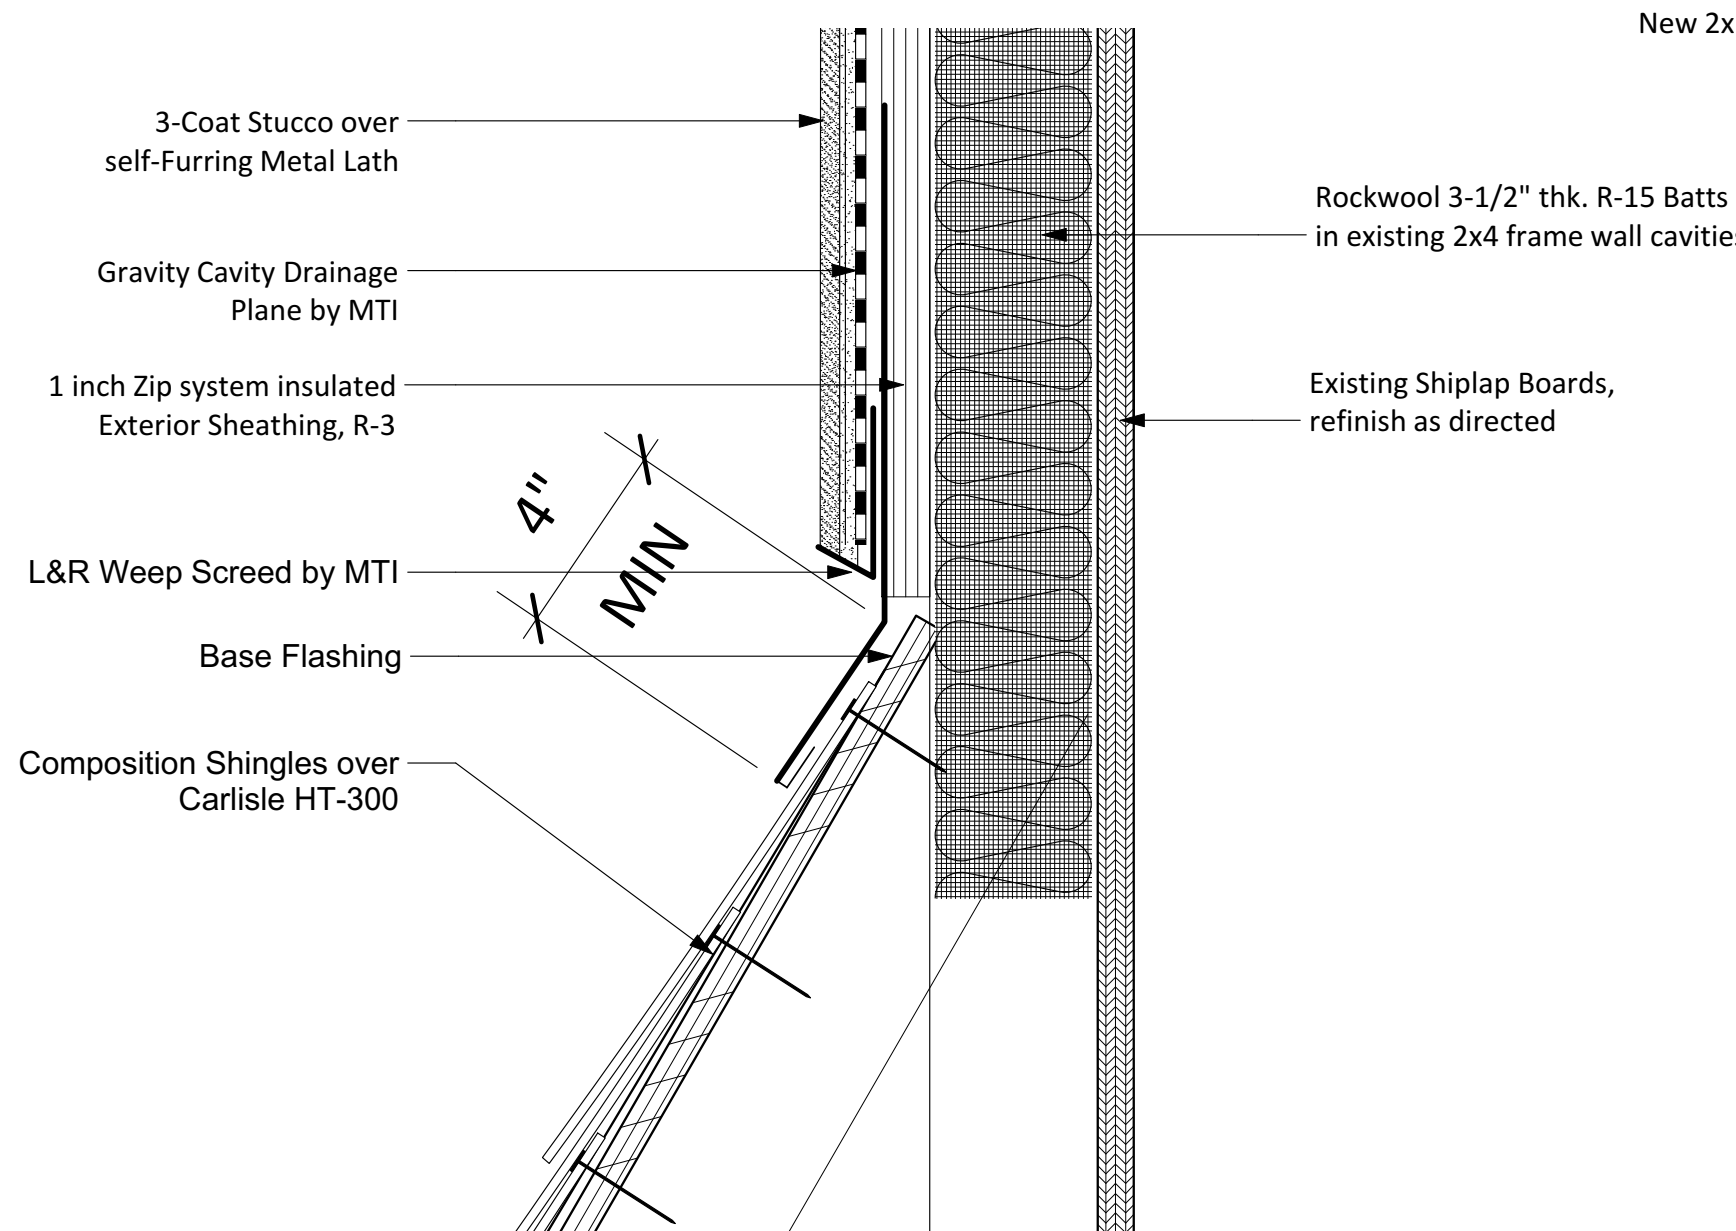 New 2x
3-Coat Stucco over
self-Furring Metal Lath
Gravity Cavity Drainage
Plane by MTI
1 inch Zip system insulated
Exterior Sheathing, R-3
4"
MIN
L&R Weep Screed by MTI
Base Flashing
Composition Shingles over
Carlisle HT-300
Rockwool 3-1/2" thk. R-15 Batts
in existing 2x4 frame wall cavities
Existing Shiplap Boards,
refinish as directed